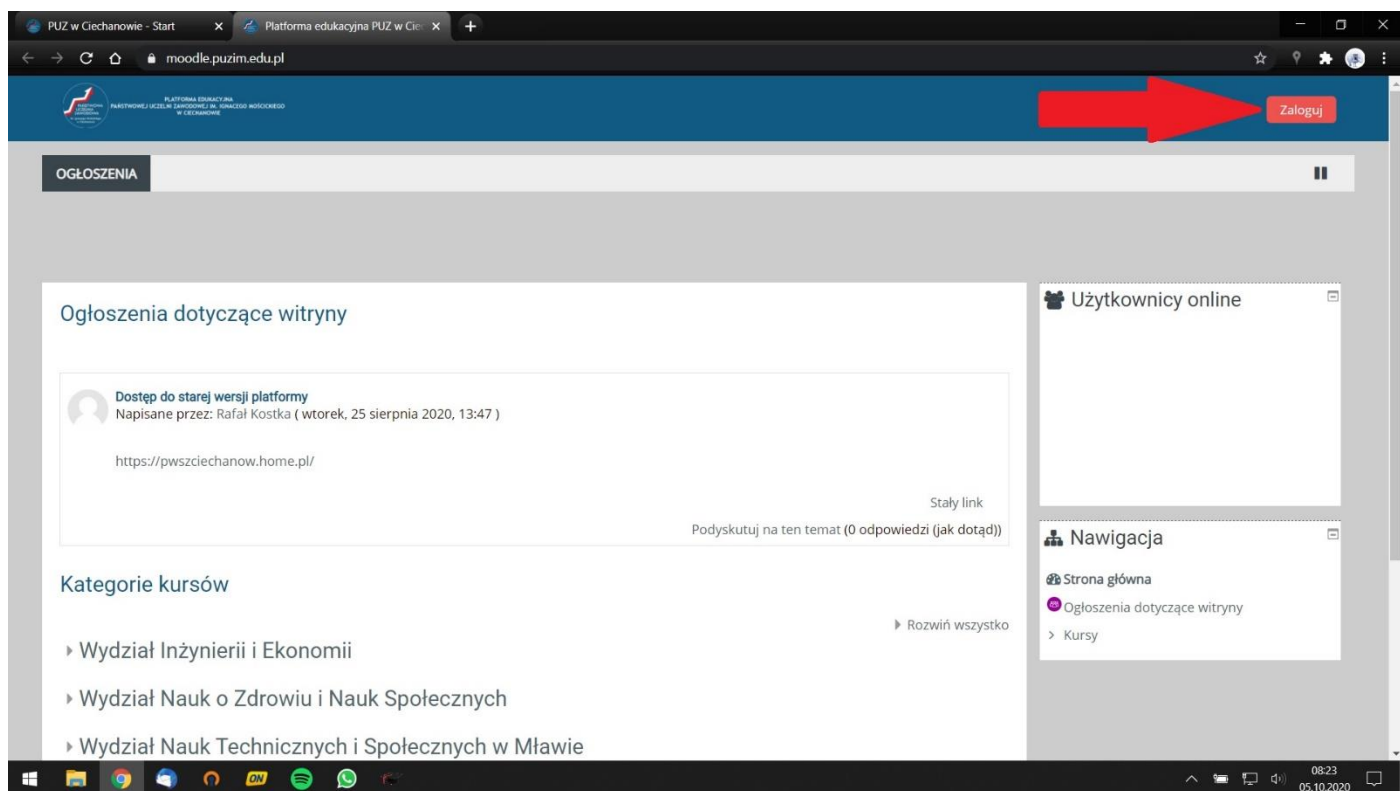 PUZ w Ciechanowie - Start
Platforma edukacyjna PUZ w Cie
moodle.puzim.edu.pl
PLATFORMA EDUKACYJNA
PAŃSTWOWEJ UCZELNI ZAWODOWEJ IM. IGNACEGO MOŚCICKIEGO
W CIECHANOWIE
Zaloguj
OGŁOSZENIA
Ogłoszenia dotyczące witryny
Dostęp do starej wersji platformy
Napisane przez: Rafał Kostka ( wtorek, 25 sierpnia 2020, 13:47 )
https://pwszciechanow.home.pl/
Stały link
Podyskutuj na ten temat (0 odpowiedzi (jak dotąd))
Kategorie kursów
Rozwiń wszystko
Wydział Inżynierii i Ekonomii
Wydział Nauk o Zdrowiu i Nauk Społecznych
Wydział Nauk Technicznych i Społecznych w Mławie
Użytkownicy online
Nawigacja
Strona główna
Ogłoszenia dotyczące witryny
Kursy
ON
08:23
05.10.2020